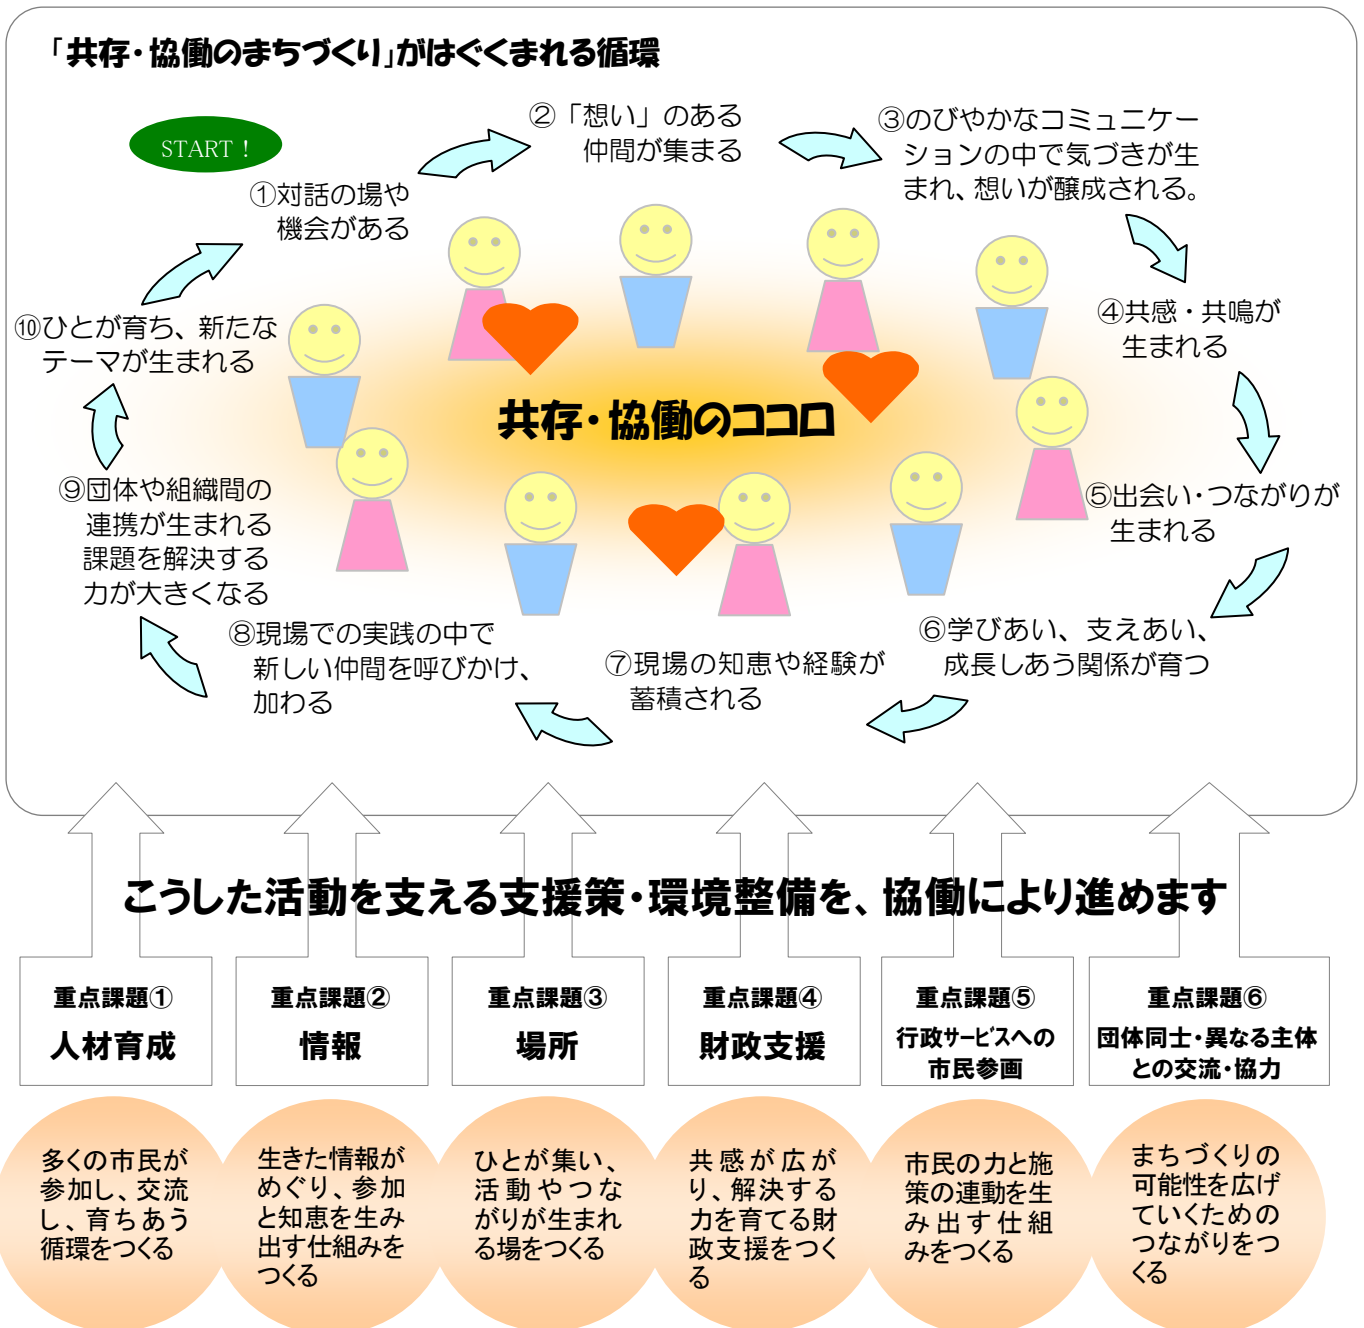 「共存・協働のまちづくり」がはぐくまれる循環
START！
①対話の場や
機会がある
②「想い」のある
仲間が集まる
③のびやかなコミュニケー
ションの中で気づきが生
まれ、想いが醸成される。
④共感・共鳴が
生まれる
⑤出会い・つながりが
生まれる
⑥学びあい、支えあい、
成長しあう関係が育つ
⑦現場の知恵や経験が
蓄積される
⑧現場での実践の中で
新しい仲間を呼びかけ、
加わる
⑨団体や組織間の
連携が生まれる
課題を解決する
力が大きくなる
⑩ひとが育ち、新たな
テーマが生まれる
共存・協働のココロ
こうした活動を支える支援策・環境整備を、協働により進めます
重点課題①
人材育成
重点課題②
情報
重点課題③
場所
重点課題④
財政支援
重点課題⑤
行政サービスへの
市民参画
重点課題⑥
団体同士・異なる主体
との交流・協力
多くの市民が
参加し、交流
し、育ちあう
循環をつくる
生きた情報が
めぐり、参加
と知恵を生み
出す仕組みを
つくる
ひとが集い、
活動やつな
がりが生まれ
る場をつくる
共感が広が
り、解決する
力を育てる財
政支援をつく
る
市民の力と施
策の連動を生
み出す仕組
みをつくる
まちづくりの
可能性を広げ
ていくための
つながりをつ
くる